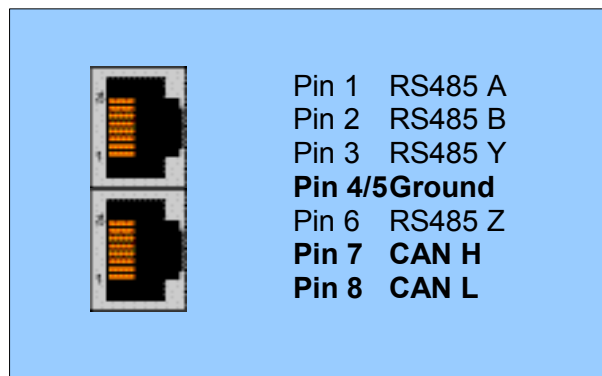 Pin 1 RS485 A
Pin 2 RS485 B
Pin 3 RS485 Y
Pin 4/5Ground
Pin 6 RS485 Z
Pin 7 CAN H
Pin 8 CAN L